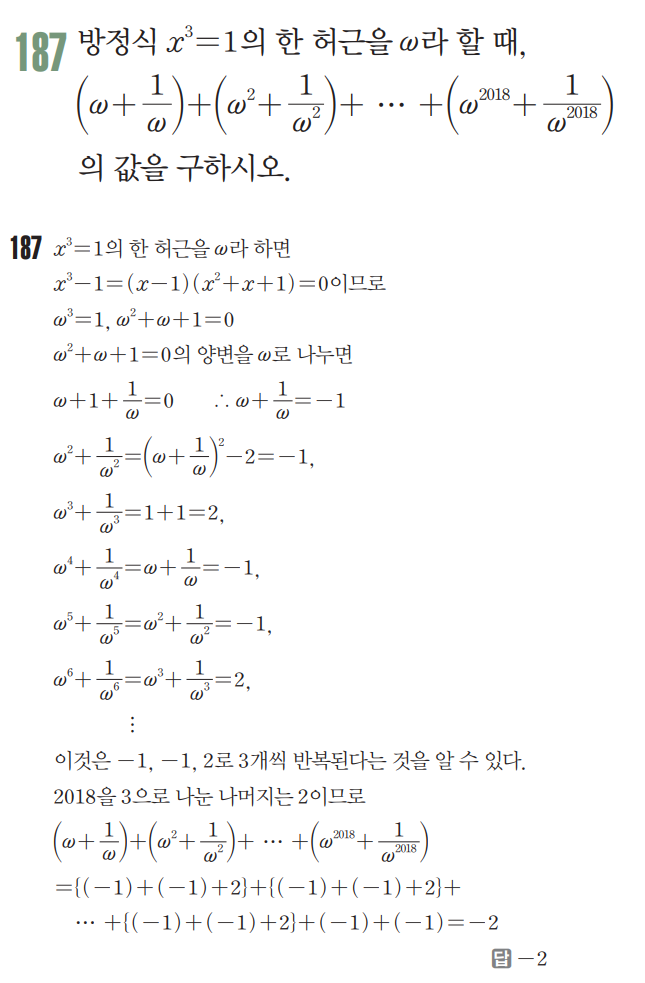 187 방정식 x³=1의 한 허근을 ω라 할 때,
(ω+1/ω)+(ω²+1/ω²)+ ⋯ +(ω²⁰¹⁸+1/ω²⁰¹⁸)
의 값을 구하시오.
187 x³=1의 한 허근을 ω라 하면
x³-1=(x-1)(x²+x+1)=0이므로
ω³=1, ω²+ω+1=0
ω²+ω+1=0의 양변을 ω로 나누면
ω+1+1/ω=0 ∴ ω+1/ω=-1
ω²+1/ω²=(ω+1/ω)²-2=-1,
ω³+1/ω³=1+1=2,
ω⁴+1/ω⁴=ω+1/ω=-1,
ω⁵+1/ω⁵=ω²+1/ω²=-1,
ω⁶+1/ω⁶=ω³+1/ω³=2,
⋮
이것은 -1, -1, 2로 3개씩 반복된다는 것을 알 수 있다.
2018을 3으로 나눈 나머지는 2이므로
(ω+1/ω)+(ω²+1/ω²)+ ⋯ +(ω²⁰¹⁸+1/ω²⁰¹⁸)
={(-1)+(-1)+2}+{(-1)+(-1)+2}+
⋯ +{(-1)+(-1)+2}+(-1)+(-1)=-2
답 -2